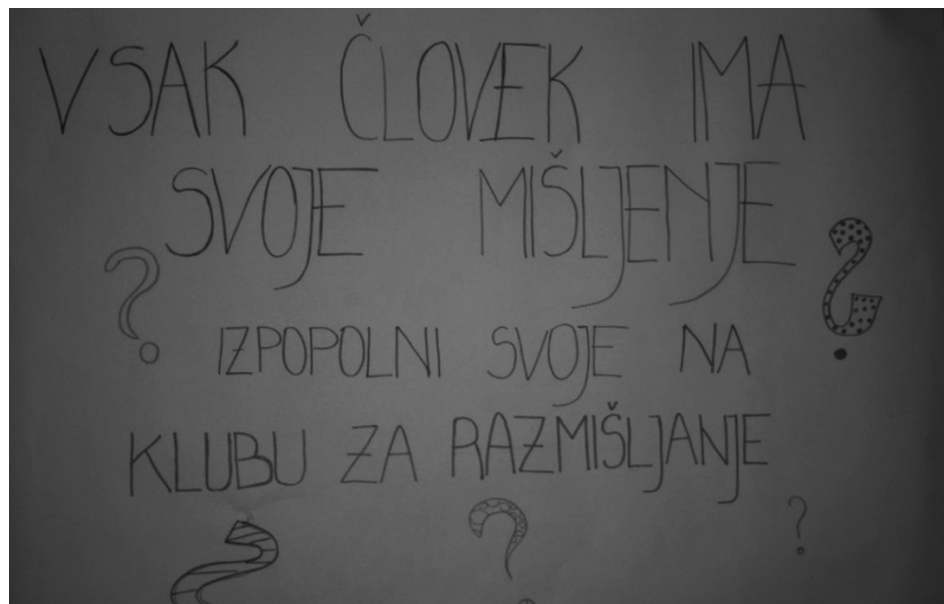 VSAK ČLOVEK IMA
SVOJE MIŠLJENJE
IZPOPOLNI SVOJE NA
KLUBU ZA RAZMIŠLJANJE